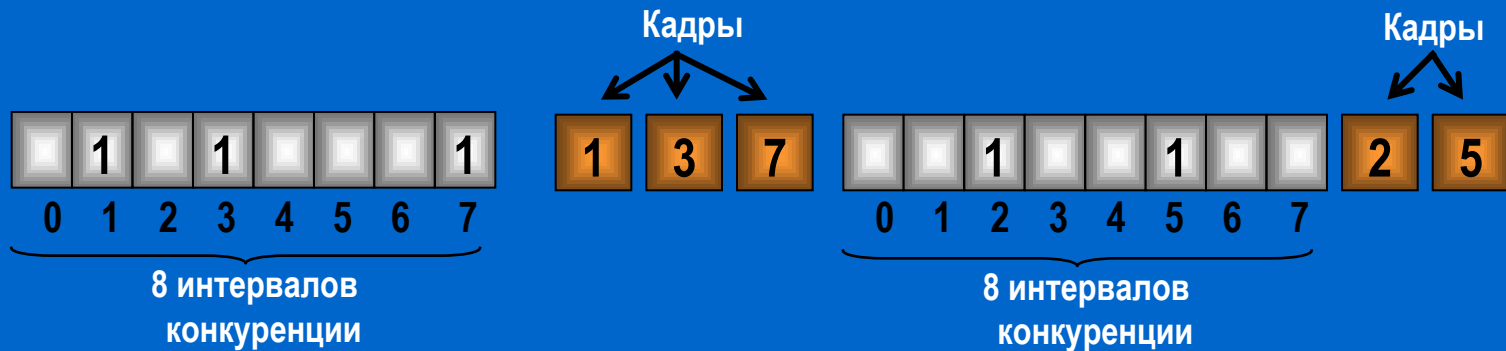 Кадры
Кадры
1 1 1
1 3 7
1 1
2 5
0 1 2 3 4 5 6 7
0 1 2 3 4 5 6 7
8 интервалов
конкуренции
8 интервалов
конкуренции